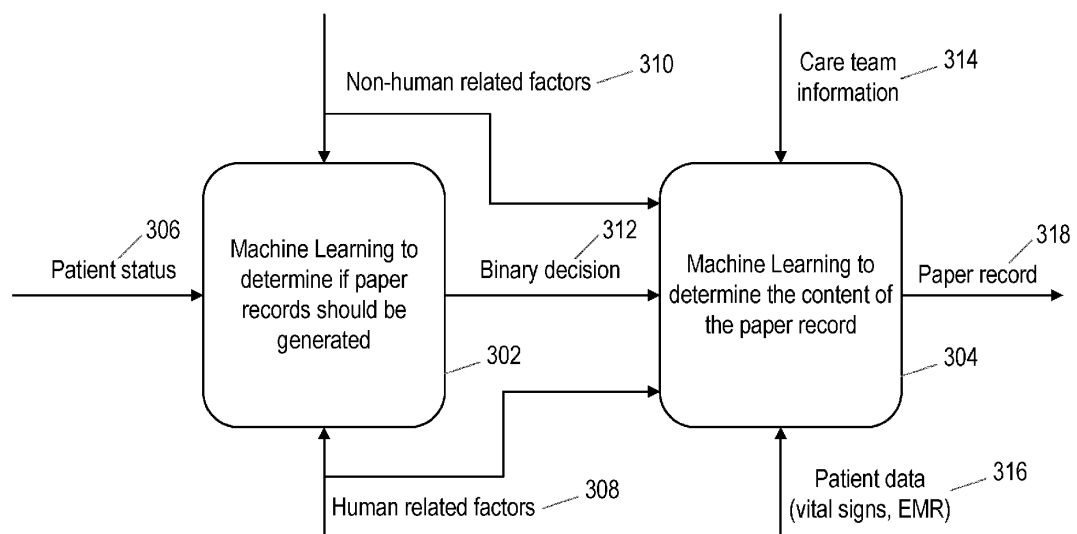 Non-human related factors 310
Care team
information 314
306
Patient status
Machine Learning to
determine if paper
records should be
generated
302
312
Binary decision
Machine Learning to
determine the content of
the paper record
304
318
Paper record
Human related factors 308
Patient data
(vital signs, EMR) 316